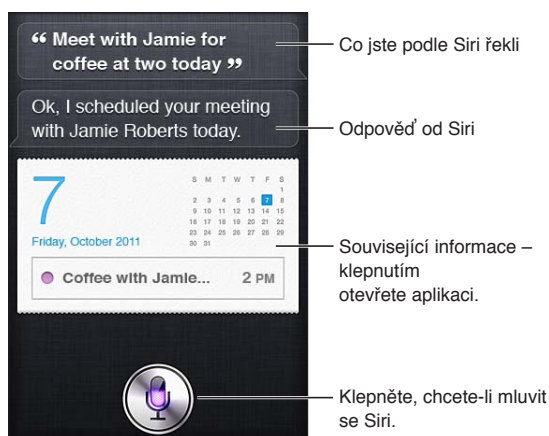 “ Meet with Jamie for
coffee at two today ”
Co jste podle Siri řekli
Ok, I scheduled your meeting
with Jamie Roberts today.
Odpověď od Siri
7
Friday, October 2011
S M T W T F S
1
2 3 4 5 6 7 8
9 10 11 12 13 14 15
16 17 18 19 20 21 22
23 24 25 26 27 28 29
30 31
Coffee with Jamie... 2 PM
Související informace –
klepnutím
otevřete aplikaci.
Klepněte, chcete-li mluvit
se Siri.